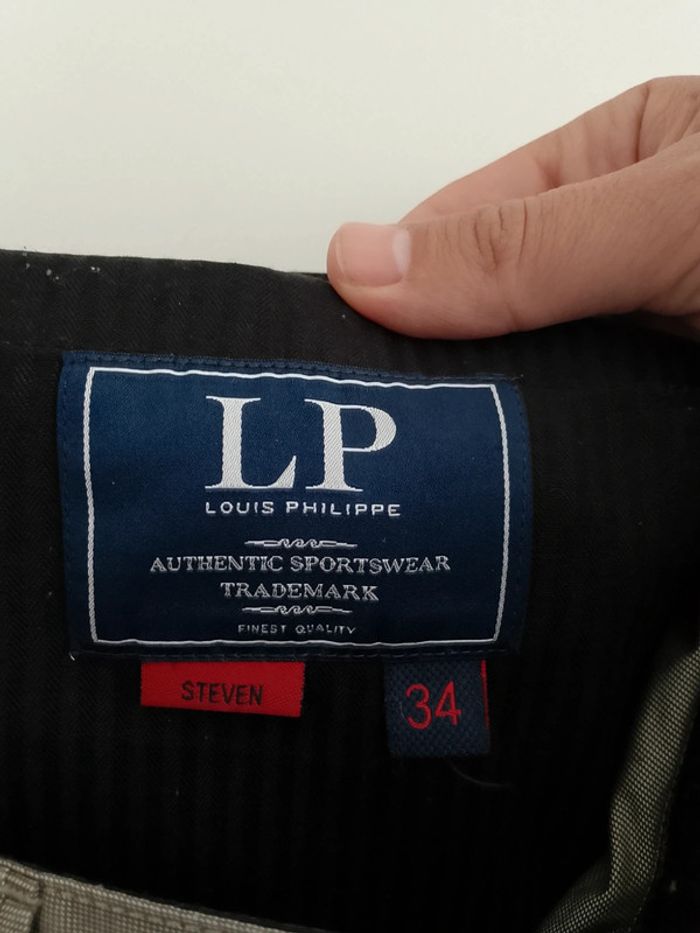 LP
LOUIS PHILIPPE
AUTHENTIC SPORTSWEAR
TRADEMARK
FINEST QUALITY
STEVEN
34